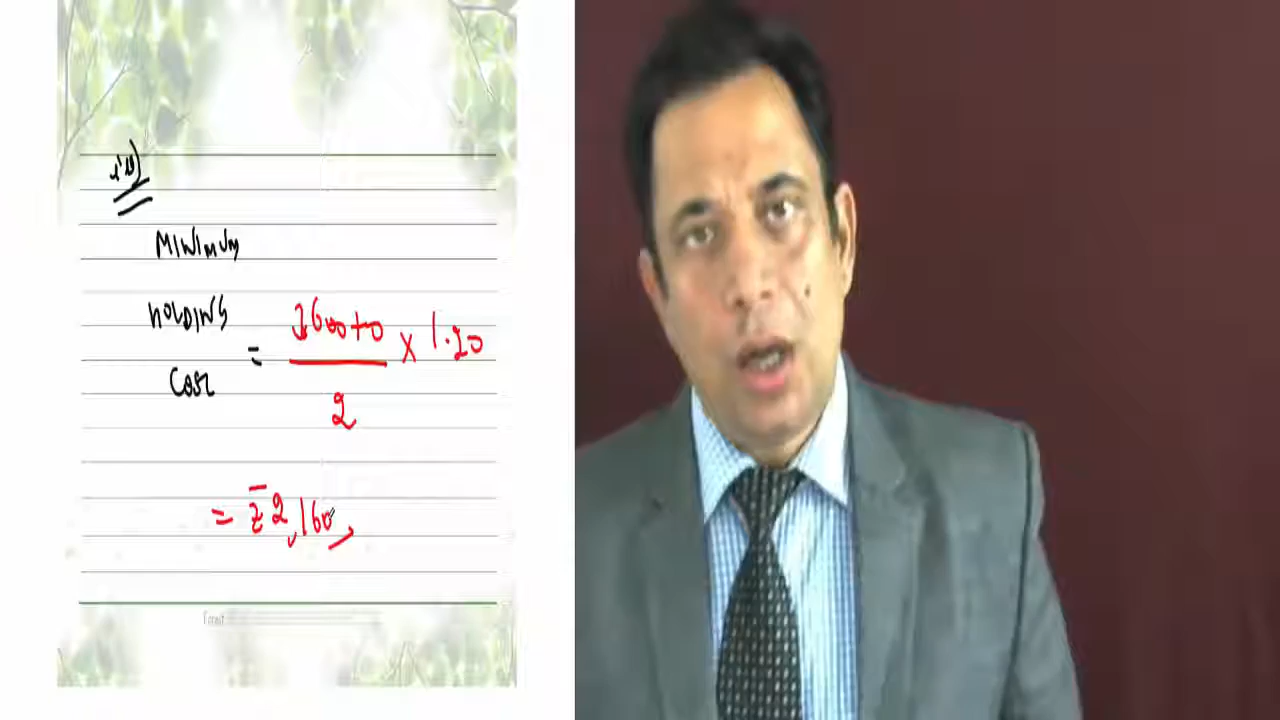 iii)
MINIMUM
HOLDING
COST = 3600+0 / 2 × 1.20
= ₹2,160